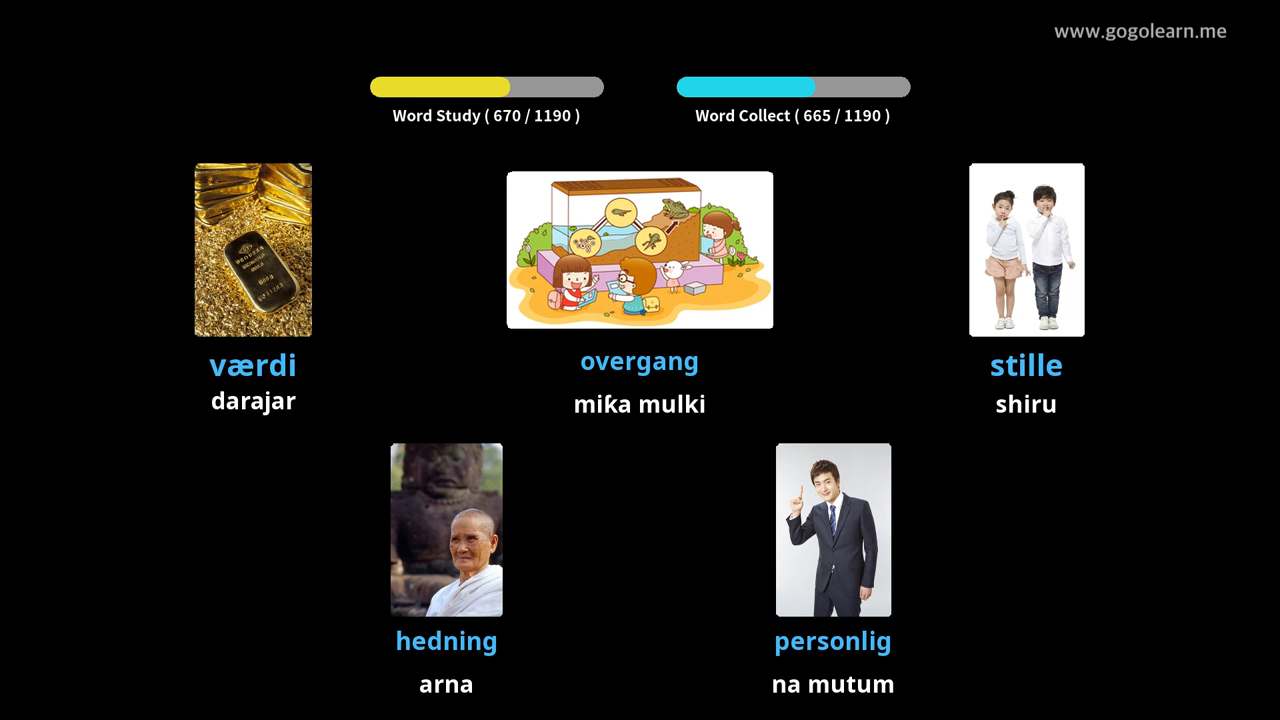 www.gogolearn.me
Word Study ( 670 / 1190 )
Word Collect ( 665 / 1190 )
værdi
darajar
overgang
miƙa mulki
stille
shiru
hedning
arna
personlig
na mutum